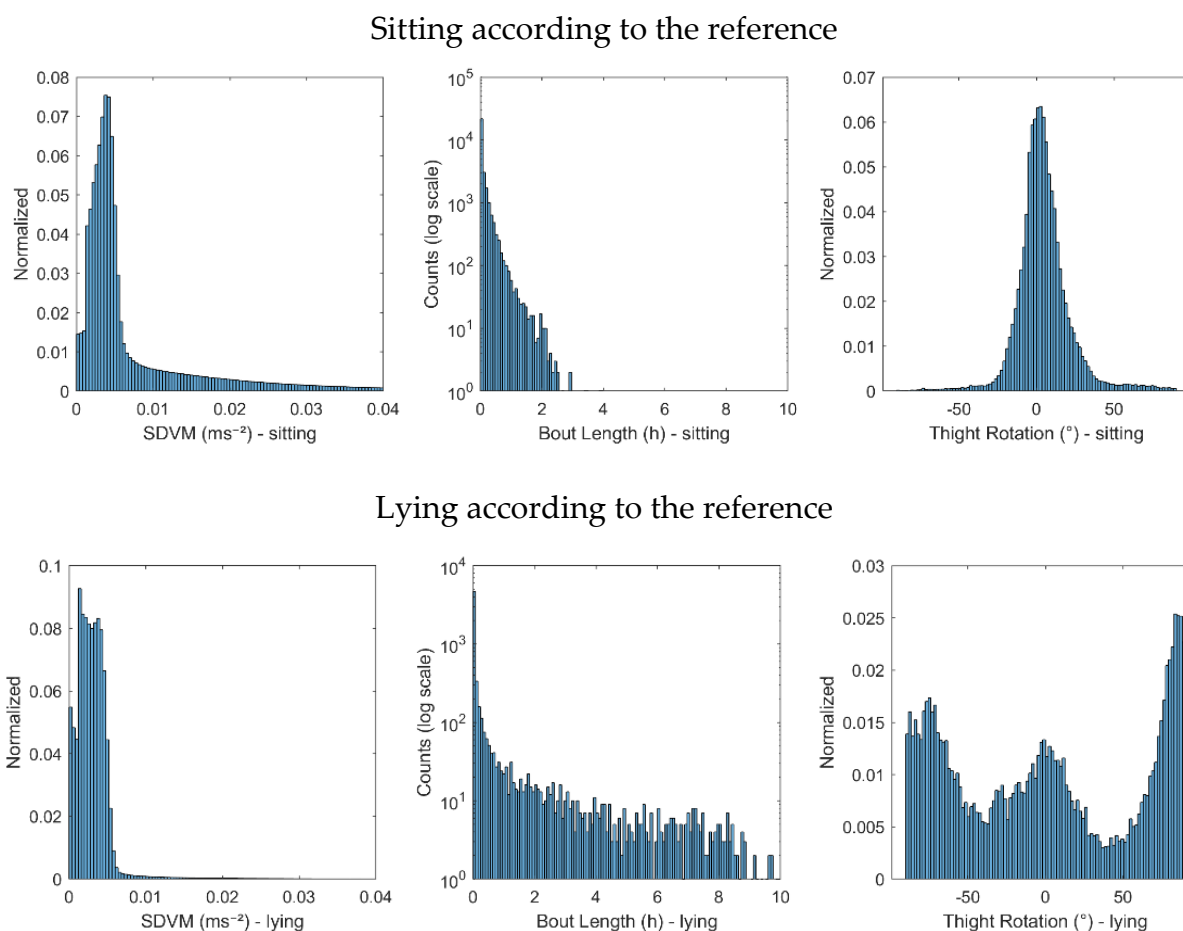 Sitting according to the reference
0.08
0.07
0.06
0.05
0.04
0.03
0.02
0.01
0
Normalized
0 0.01 0.02 0.03 0.04
SDVM (ms⁻²) - sitting
10⁵
10⁴
10³
10²
10¹
10⁰
Counts (log scale)
0 2 4 6 8 10
Bout Length (h) - sitting
0.07
0.06
0.05
0.04
0.03
0.02
0.01
0
Normalized
-50 0 50
Thight Rotation (°) - sitting
Lying according to the reference
0.1
0.08
0.06
0.04
0.02
0
Normalized
0 0.01 0.02 0.03 0.04
SDVM (ms⁻²) - lying
10⁴
10³
10²
10¹
10⁰
Counts (log scale)
0 2 4 6 8 10
Bout Length (h) - lying
0.03
0.025
0.02
0.015
0.01
0.005
0
Normalized
-50 0 50
Thight Rotation (°) - lying